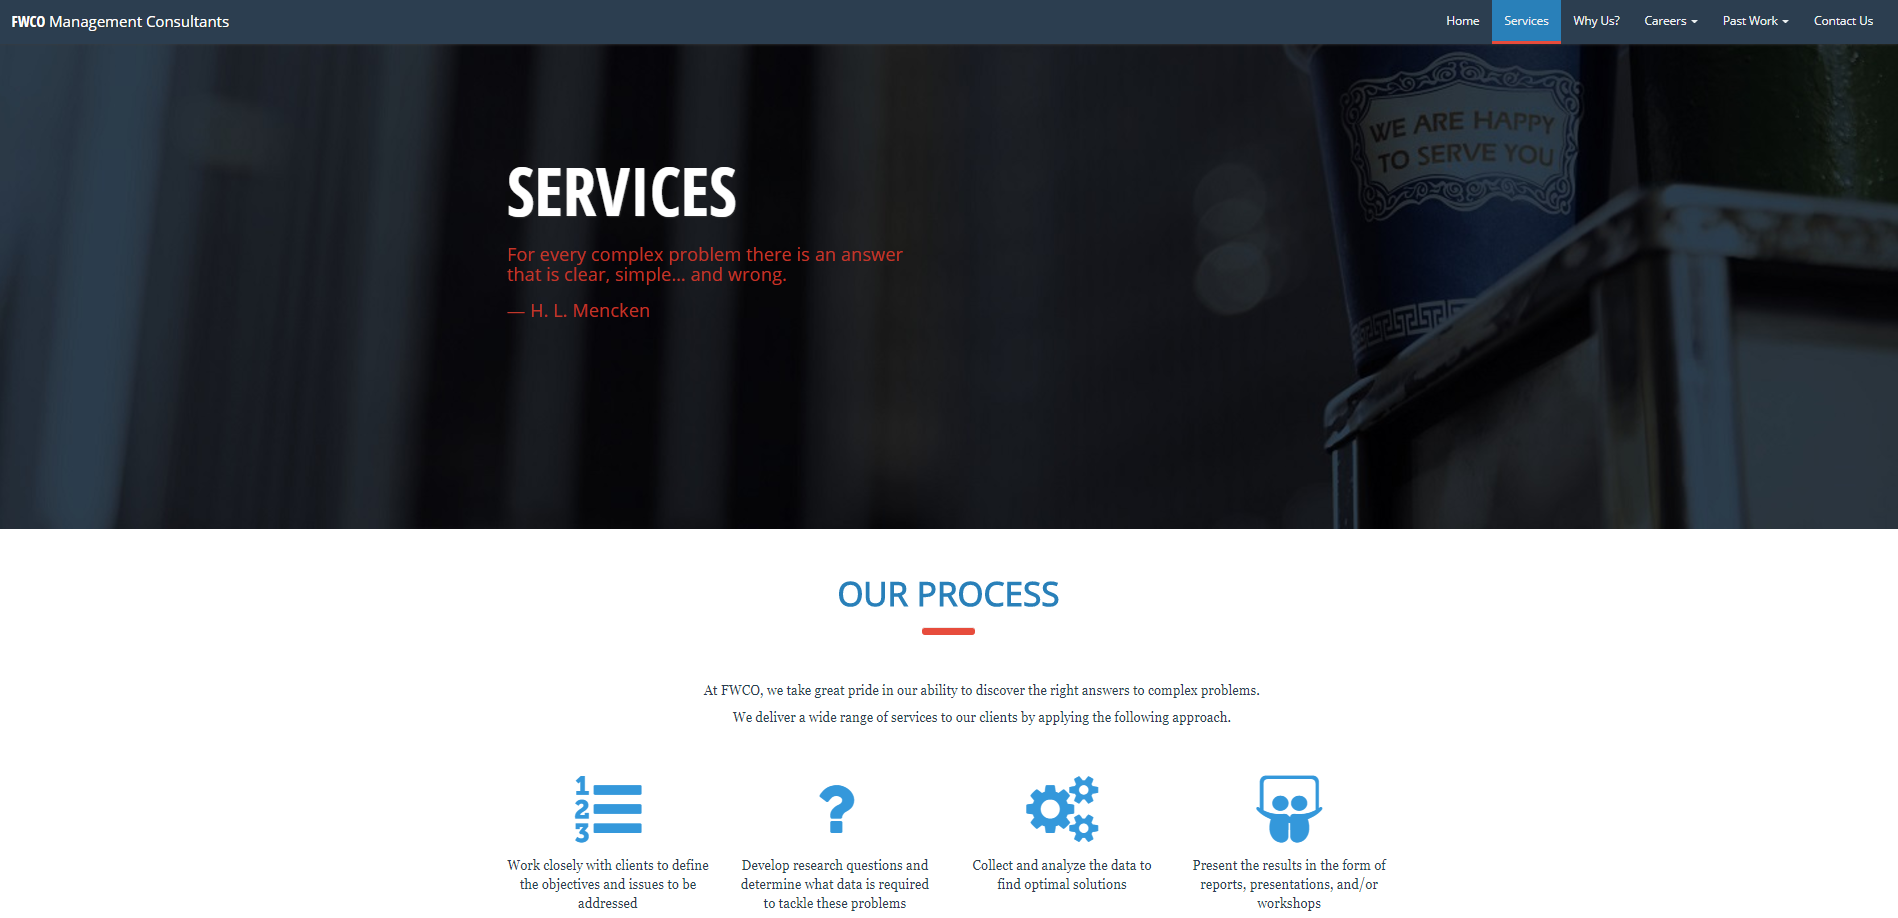 FWCO Management Consultants
Home Services Why Us? Careers Past Work Contact Us
WE ARE HAPPY
TO SERVE YOU
SERVICES
For every complex problem there is an answer
that is clear, simple... and wrong.
— H. L. Mencken
OUR PROCESS
At FWCO, we take great pride in our ability to discover the right answers to complex problems.
We deliver a wide range of services to our clients by applying the following approach.
1
2
3
?
Work closely with clients to define
the objectives and issues to be
addressed
Develop research questions and
determine what data is required
to tackle these problems
Collect and analyze the data to
find optimal solutions
Present the results in the form of
reports, presentations, and/or
workshops